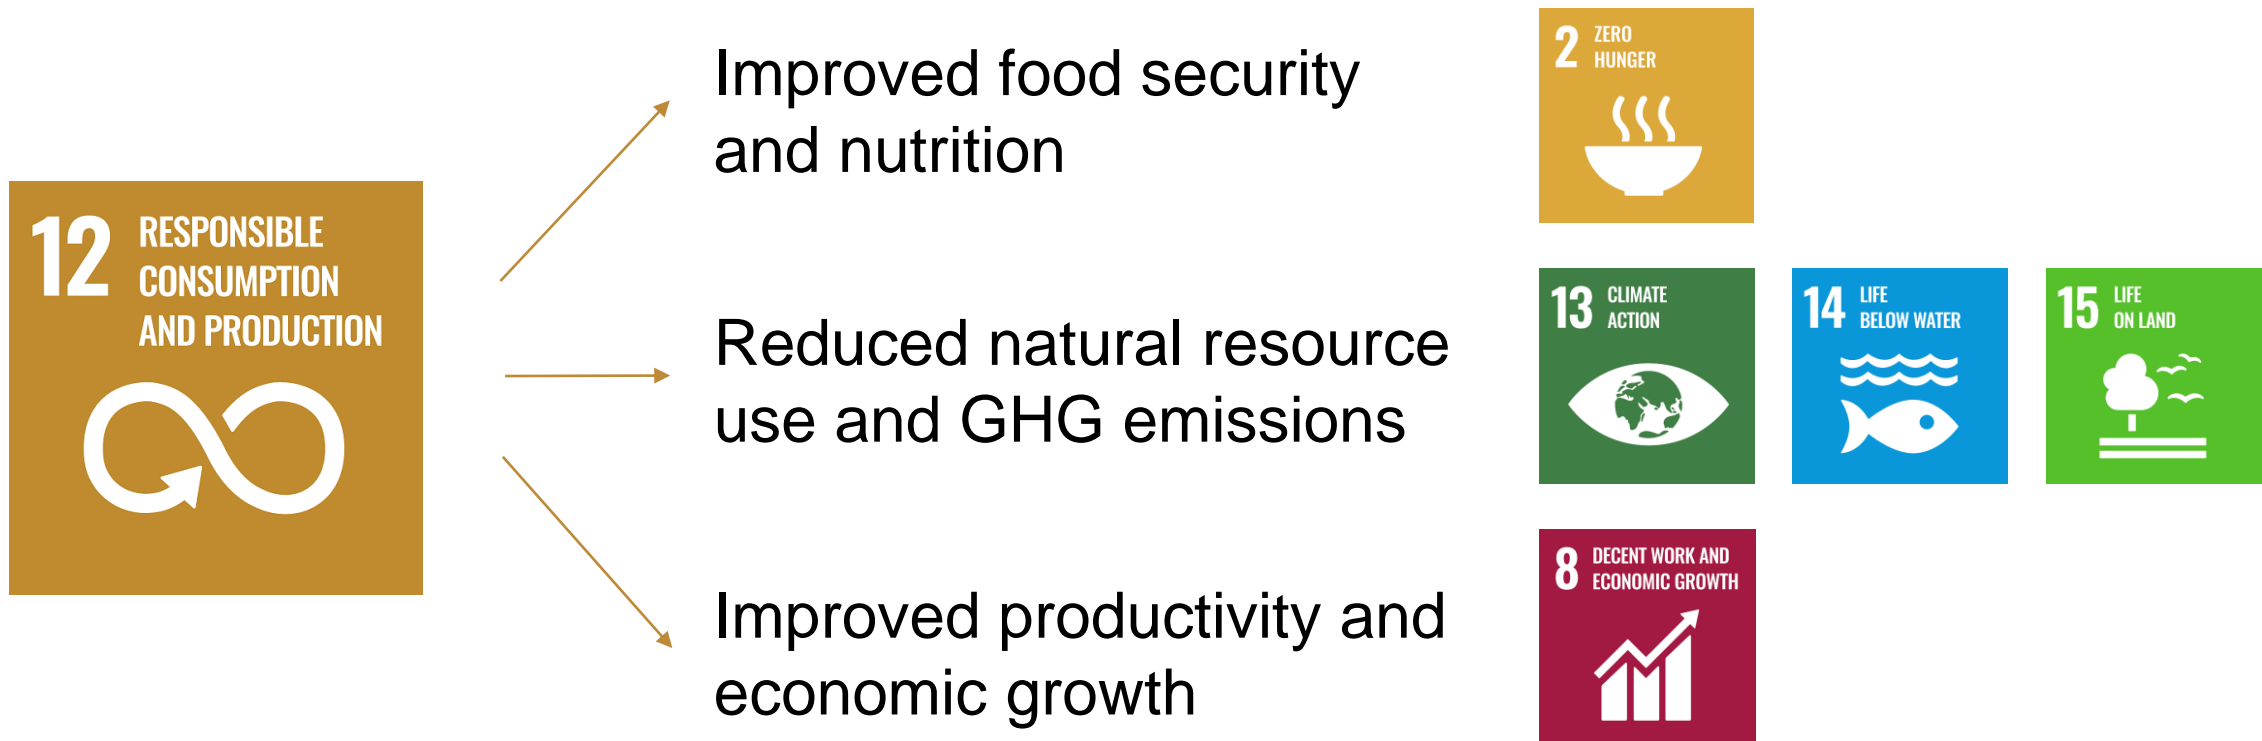 12 RESPONSIBLE
CONSUMPTION
AND PRODUCTION
Improved food security
and nutrition
2 ZERO
HUNGER
Reduced natural resource
use and GHG emissions
13 CLIMATE
ACTION
14 LIFE
BELOW WATER
15 LIFE
ON LAND
Improved productivity and
economic growth
8 DECENT WORK AND
ECONOMIC GROWTH